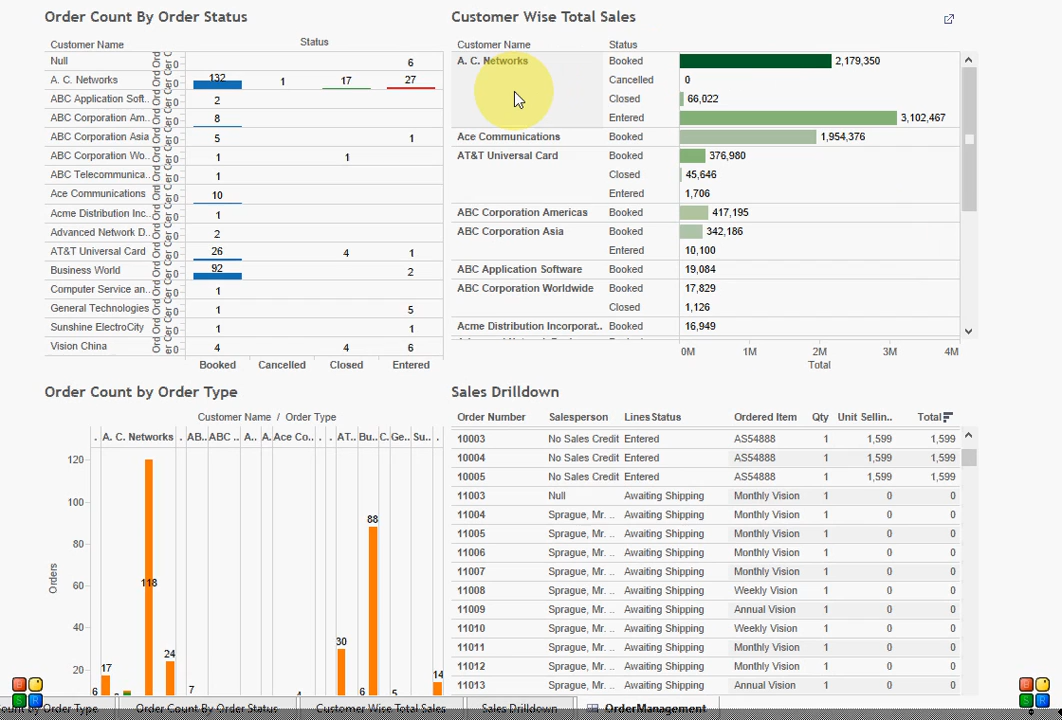 Order Count By Order Status
Customer Name
Status
Null 6
A. C. Networks 132 1 17 27
ABC Application Soft.. 2
ABC Corporation Am.. 8
ABC Corporation Asia 5 1
ABC Corporation Wo.. 1 1
ABC Telecommunica.. 1
Ace Communications 10
Acme Distribution Inc.. 1
Advanced Network D.. 2
AT&T Universal Card 26 4 1
Business World 92 2
Computer Service an.. 1
General Technologies 1 5
Sunshine ElectroCity 1 1
Vision China 4 4 6
Booked Cancelled Closed Entered
Customer Wise Total Sales
Customer Name Status
A. C. Networks Booked 2,179,350
Cancelled 0
Closed 66,022
Entered 3,102,467
Ace Communications Booked 1,954,376
AT&T Universal Card Booked 376,980
Closed 45,646
Entered 1,706
ABC Corporation Americas Booked 417,195
ABC Corporation Asia Booked 342,186
Entered 10,100
ABC Application Software Booked 19,084
ABC Corporation Worldwide Booked 17,829
Closed 1,126
Acme Distribution Incorporat.. Booked 16,949
0M 1M 2M 3M 4M
Total
Order Count by Order Type
Customer Name / Order Type
. A. C. Networks . AB.. ABC .. A.. A. Ace Co.. . . AT.. Bu.. C. Ge.. Su..
Orders
120
100
80
60
40
20
6 17 118 24 7 30 6 88 5 14
Sales Drilldown
Order Number Salesperson Lines Status Ordered Item Qty Unit Sellin.. Total
10003 No Sales Credit Entered AS54888 1 1,599 1,599
10004 No Sales Credit Entered AS54888 1 1,599 1,599
10005 No Sales Credit Entered AS54888 1 1,599 1,599
11003 Null Awaiting Shipping Monthly Vision 1 0 0
11004 Sprague, Mr. .. Awaiting Shipping Monthly Vision 1 0 0
11005 Sprague, Mr. .. Awaiting Shipping Monthly Vision 1 0 0
11006 Sprague, Mr. .. Awaiting Shipping Monthly Vision 1 0 0
11007 Sprague, Mr. .. Awaiting Shipping Monthly Vision 1 0 0
11008 Sprague, Mr. .. Awaiting Shipping Weekly Vision 1 0 0
11009 Sprague, Mr. .. Awaiting Shipping Annual Vision 1 0 0
11010 Sprague, Mr. .. Awaiting Shipping Weekly Vision 1 0 0
11011 Sprague, Mr. .. Awaiting Shipping Monthly Vision 1 0 0
11012 Sprague, Mr. .. Awaiting Shipping Monthly Vision 1 0 0
11013 Sprague, Mr. .. Awaiting Shipping Annual Vision 1 0 0
t by Order Type Order Count By Order Status Customer Wise Total Sales Sales Drilldown OrderManagement